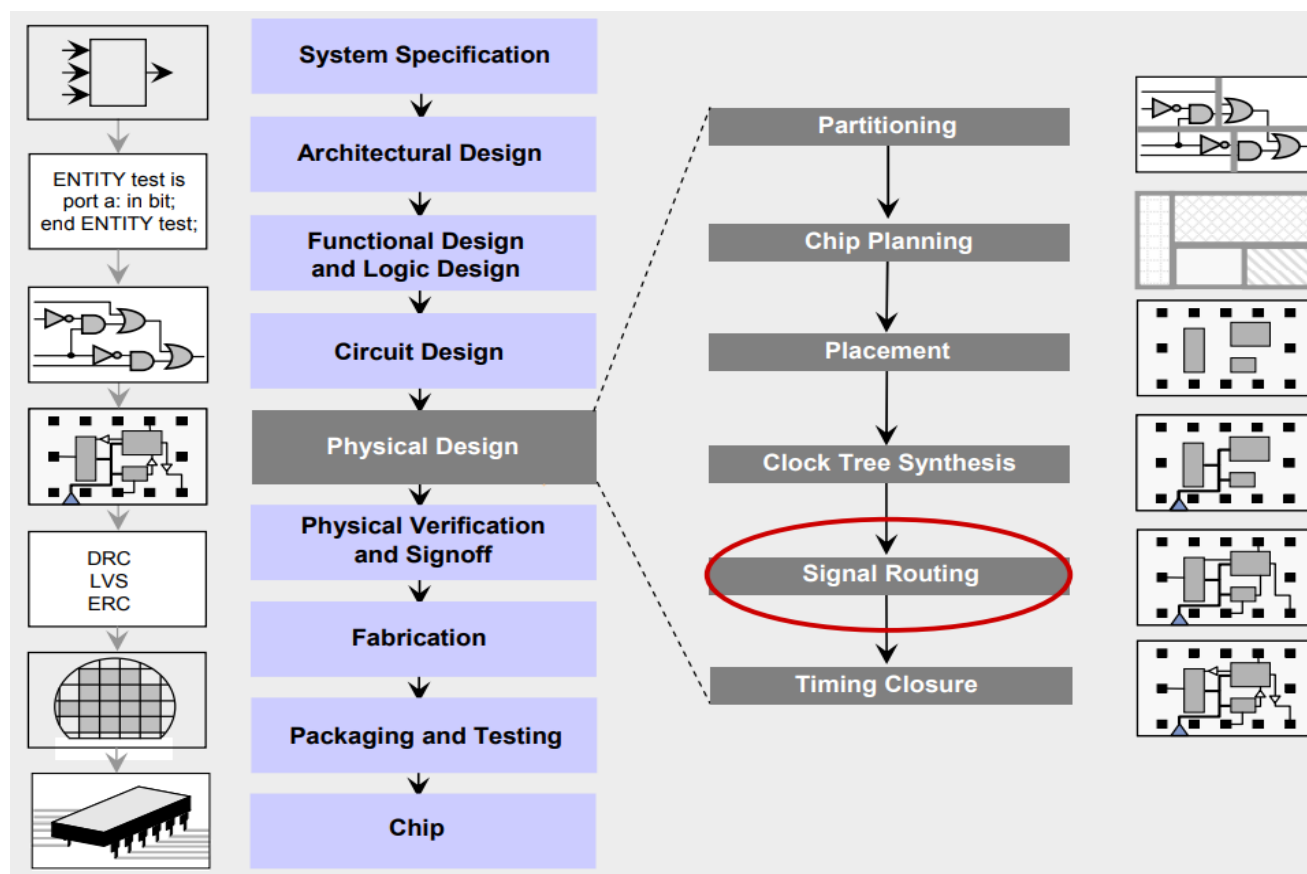 System Specification
Architectural Design
ENTITY test is
port a: in bit;
end ENTITY test;
Functional Design
and Logic Design
Circuit Design
Physical Design
Physical Verification
and Signoff
DRC
LVS
ERC
Fabrication
Packaging and Testing
Chip
Partitioning
Chip Planning
Placement
Clock Tree Synthesis
Signal Routing
Timing Closure